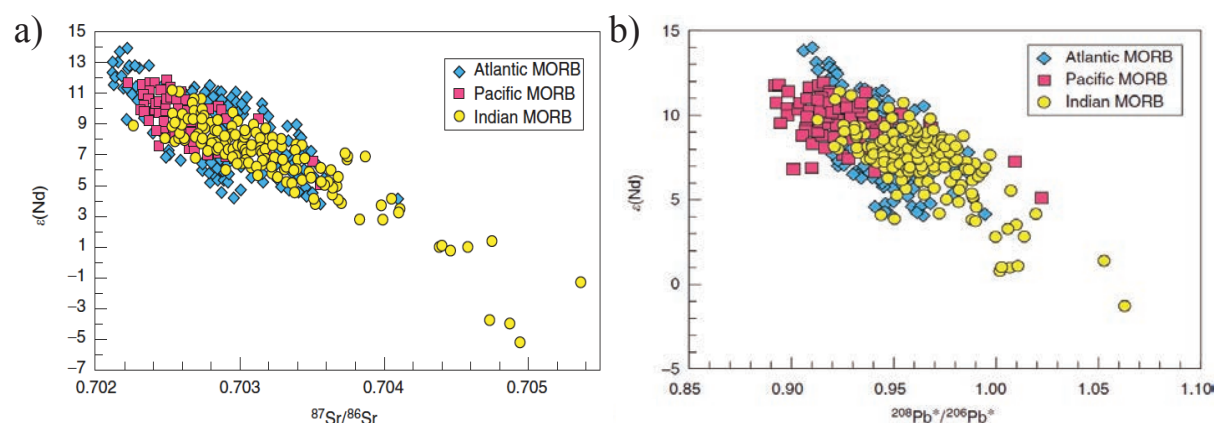 a)
15
13
11
9
7
5
3
1
−1
−3
−5
−7
ε(Nd)
Atlantic MORB
Pacific MORB
Indian MORB
0.702
0.703
0.704
0.705
87Sr/86Sr
b)
15
10
5
0
−5
ε(Nd)
Atlantic MORB
Pacific MORB
Indian MORB
0.85
0.90
0.95
1.00
1.05
1.10
208Pb*/206Pb*